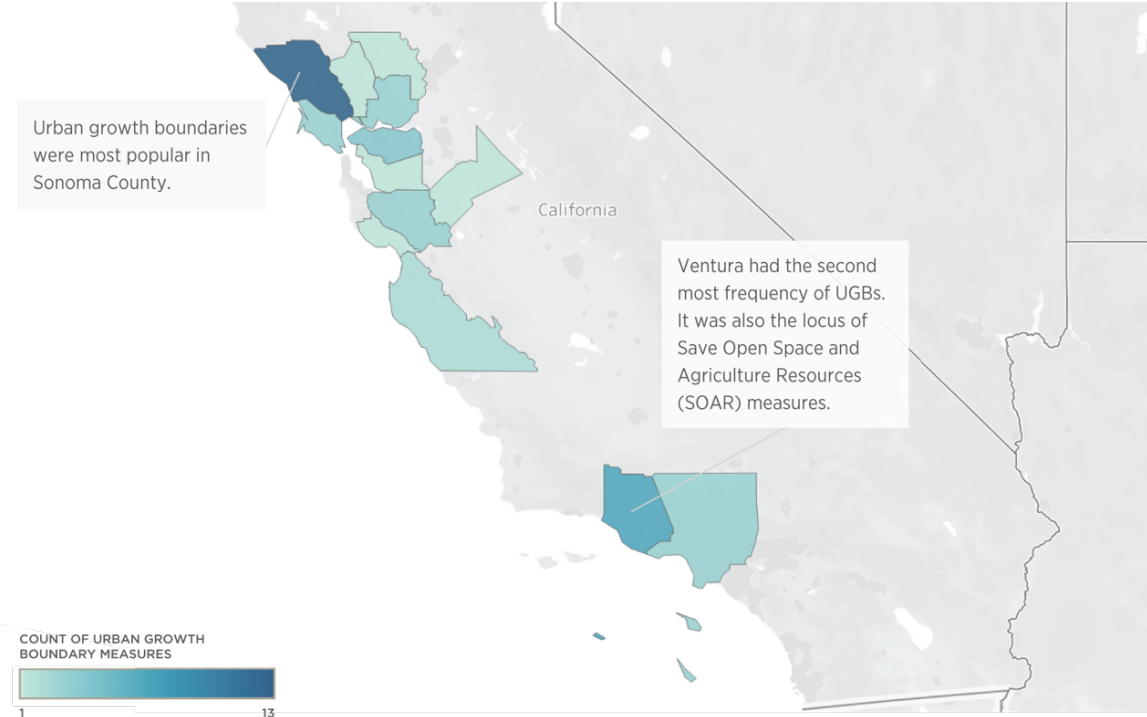 Urban growth boundaries
were most popular in
Sonoma County.
California
Ventura had the second
most frequency of UGBs.
It was also the locus of
Save Open Space and
Agriculture Resources
(SOAR) measures.
COUNT OF URBAN GROWTH
BOUNDARY MEASURES
1
13